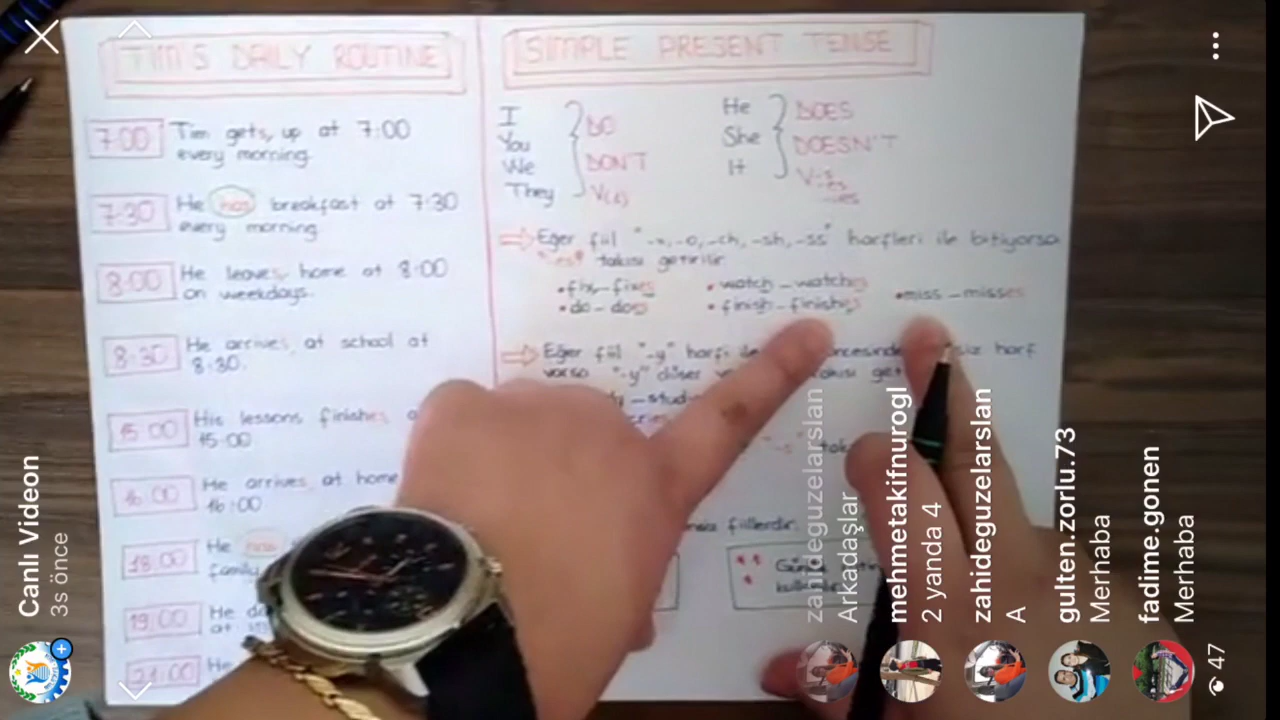 TIM'S DAILY ROUTINE
7:00 Tim gets up at 7:00
every morning.
7:30 He has breakfast at 7:30
every morning.
8:00 He leaves home at 8:00
on weekdays.
8:30 He arrives at school at
8:30.
15:00 His lessons finishes
15:00
16:00 He arrives at home
16:00
18:00 He has
family
19:00 He
at
21:00 He
SIMPLE PRESENT TENSE
I
You
We
They
DO
DON'T
V(1)
He
She
It
DOES
DOESN'T
V-s
-es
-ies
Eğer fiil "-x, -o, -ch, -sh, -ss" harfleri ile bitiyorsa
"es" takısı getirilir
•fix-fixes
•watch-watches
•miss-misses
•do-does
•finish-finishes
Eğer fiil "-y" harfi ile harf
varsa "-y" düşer
"-s"
fiillerdir.
Canlı Videon
3s önce
zahideguzelarslan
Arkadaşlar
mehmetakifnurogl
2 yanda 4
zahideguzelarslan
A
gulten.zorlu.73
Merhaba
fadime.gonen
Merhaba
47